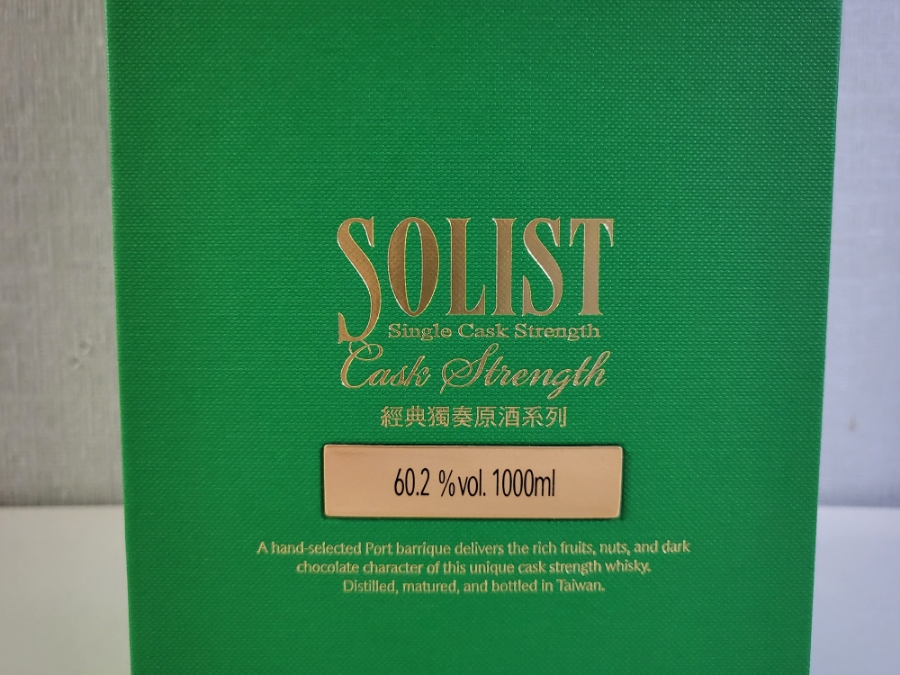 SOLIST
Single Cask Strength
Cask Strength
經典獨奏原酒系列
60.2 %vol. 1000ml
A hand-selected Port barrique delivers the rich fruits, nuts, and dark
chocolate character of this unique cask strength whisky.
Distilled, matured, and bottled in Taiwan.